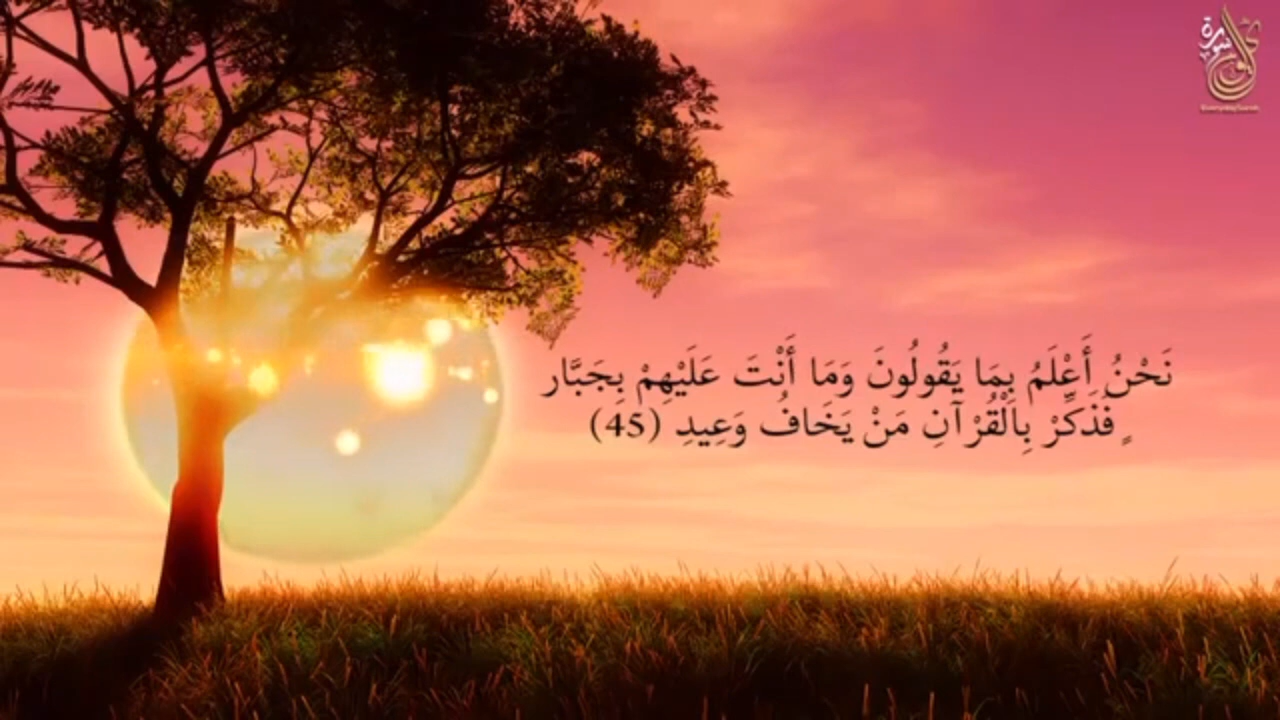 نَحْنُ أَعْلَمُ بِمَا يَقُولُونَ وَمَا أَنْتَ عَلَيْهِمْ بِجَبَّار
ٍ فَذَكِّرْ بِالْقُرْآنِ مَنْ يَخَافُ وَعِيدِ (45)